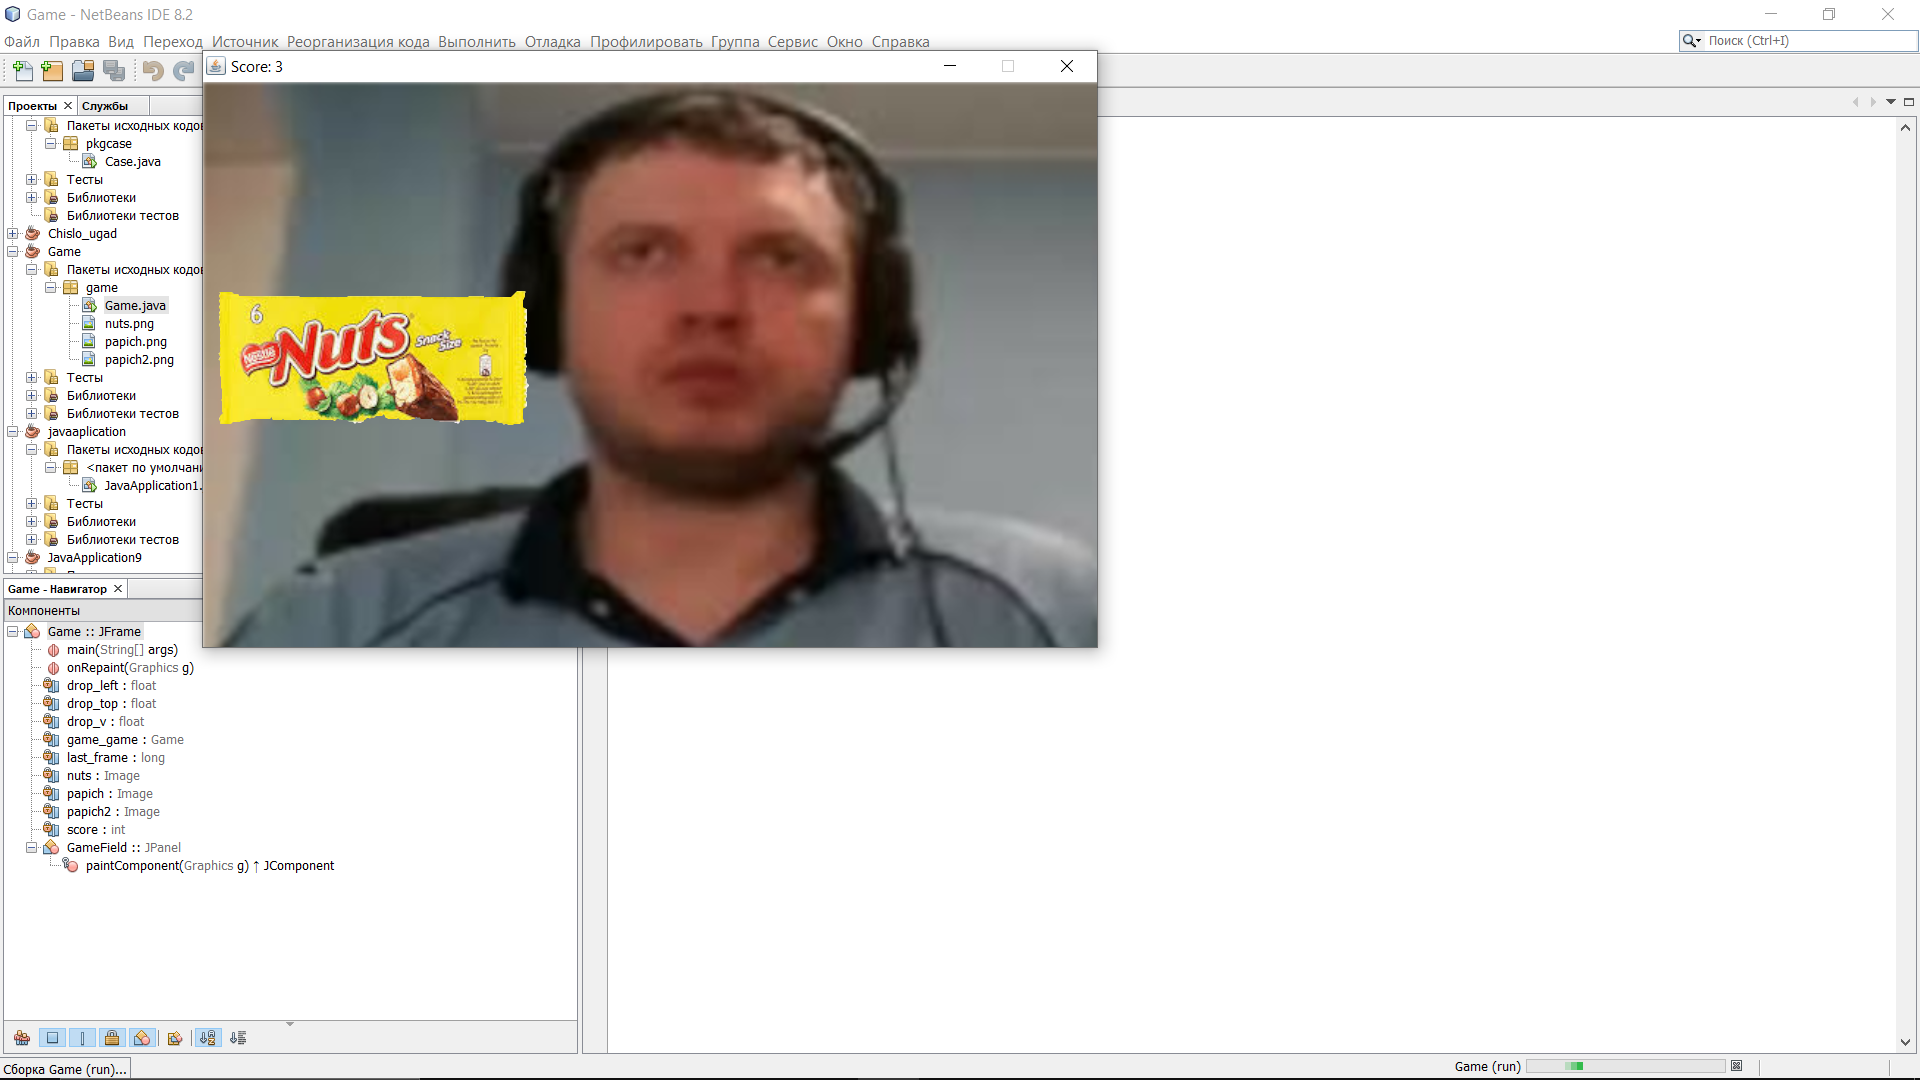 Game - NetBeans IDE 8.2
Файл Правка Вид Переход Источник Реорганизация кода Выполнить Отладка Профилировать Группа Сервис Окно Справка
Поиск (Ctrl+I)
Score: 3
Проекты
Службы
Пакеты исходных кодов
pkgcase
Case.java
Тесты
Библиотеки
Библиотеки тестов
Chislo_ugad
Game
Пакеты исходных кодов
game
Game.java
nuts.png
papich.png
papich2.png
Тесты
Библиотеки
Библиотеки тестов
javaaplication
Пакеты исходных кодов
<пакет по умолчани
JavaApplication1.
Тесты
Библиотеки
Библиотеки тестов
JavaApplication9
6
Nestlé
Nuts
Snack
Size
Game - Навигатор
Компоненты
Game :: JFrame
main(String[] args)
onRepaint(Graphics g)
drop_left : float
drop_top : float
drop_v : float
game_game : Game
last_frame : long
nuts : Image
papich : Image
papich2 : Image
score : int
GameField :: JPanel
paintComponent(Graphics g) ↑ JComponent
Сборка Game (run)...
Game (run)